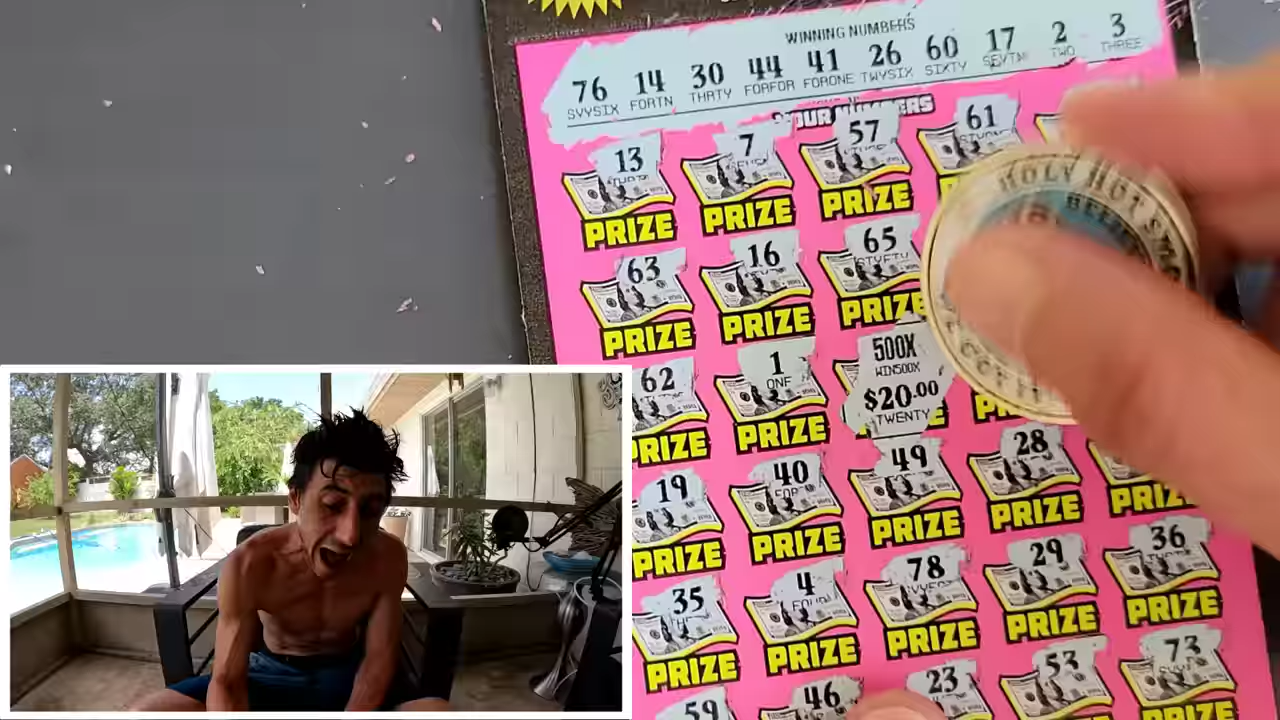 WINNING NUMBERS
76 14 30 44 41 26 60 17 2 3
SVYSIX FORTN THRTY FORFOR FORONE TWYSIX SIXTY SEVTN TWO THREE
YOUR NUMBERS
13 7 57 61
PRIZE PRIZE PRIZE
63 16 65
PRIZE PRIZE PRIZE
62 1 500X
ONE WIN500X
$20.00
TWENTY
PRIZE PRIZE
19 40 49 28
PRIZE PRIZE PRIZE PRIZE PRIZE
35 4 78 29 36
FOUR
PRIZE PRIZE PRIZE PRIZE PRIZE
59 46 23 53 73
PRIZE
HOLY HOT